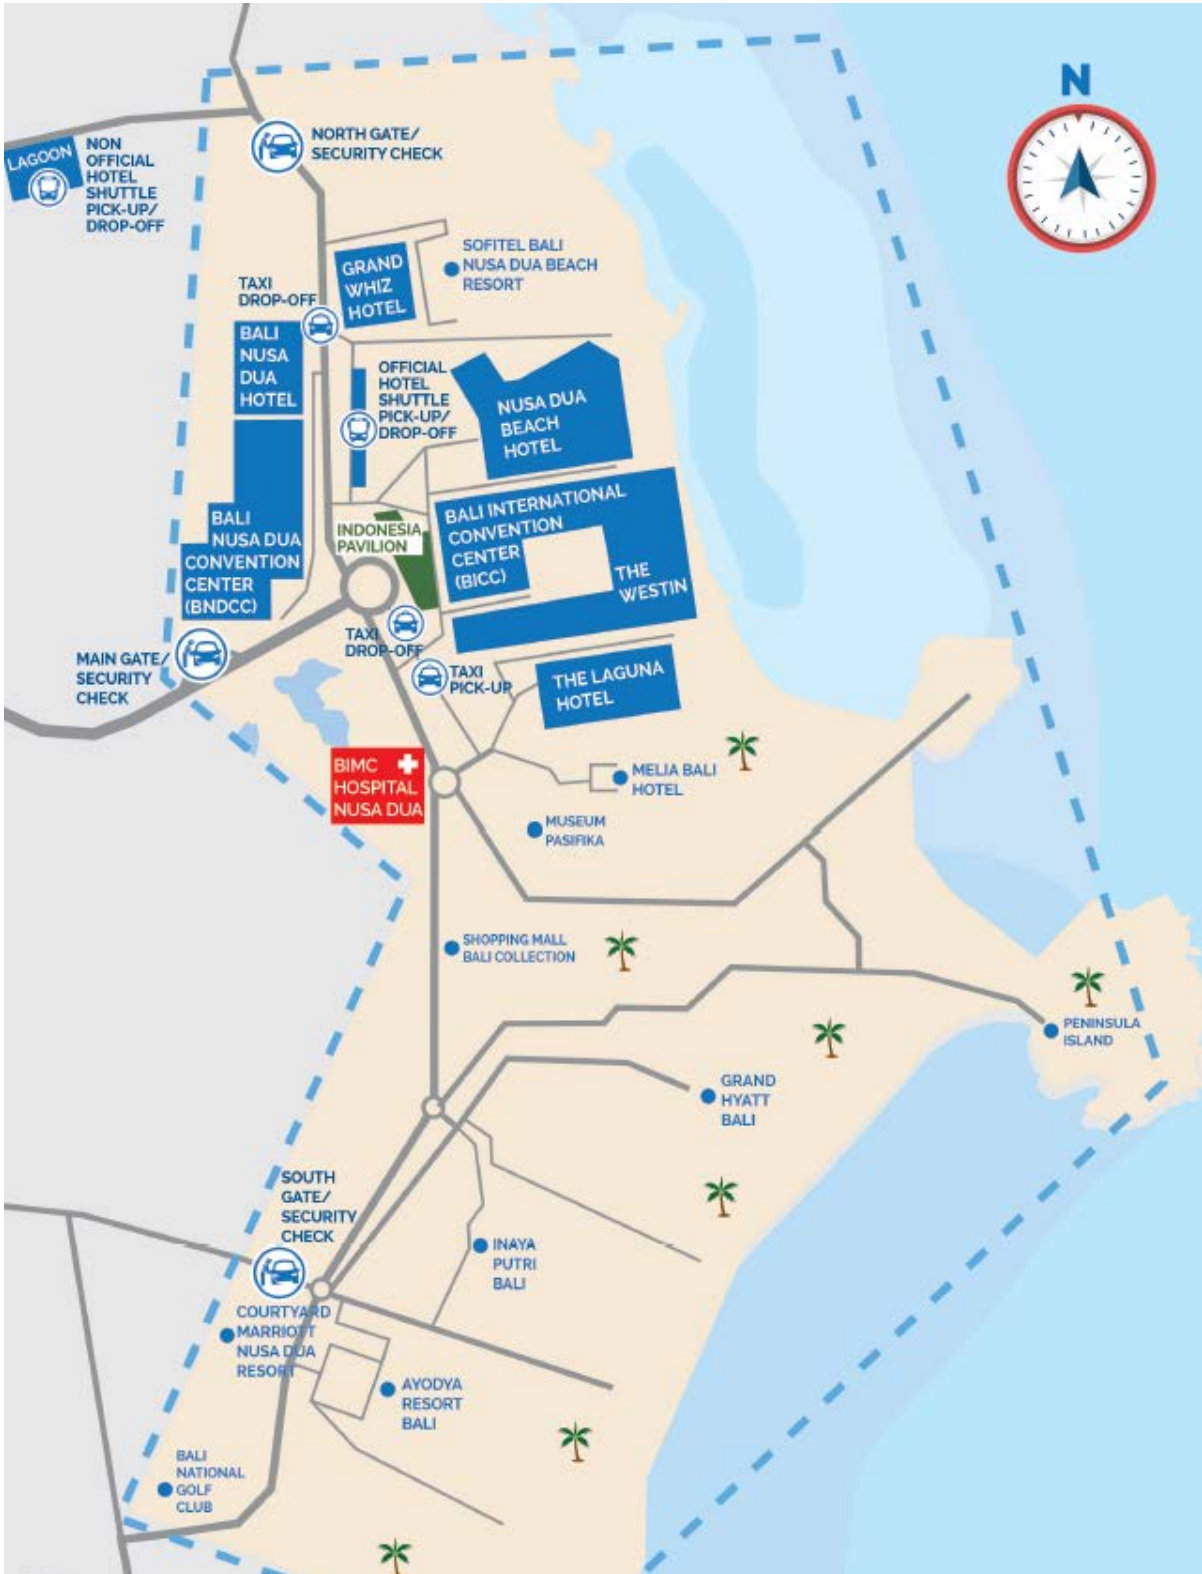 N
NORTH GATE/
SECURITY CHECK
LAGOON
NON
OFFICIAL
HOTEL
SHUTTLE
PICK-UP/
DROP-OFF
SOFITEL BALI
NUSA DUA BEACH
RESORT
GRAND
WHIZ
HOTEL
TAXI
DROP-OFF
BALI
NUSA
DUA
HOTEL
OFFICIAL
HOTEL
SHUTTLE
PICK-UP/
DROP-OFF
NUSA DUA
BEACH
HOTEL
BALI INTERNATIONAL
CONVENTION
CENTER
(BICC)
THE
WESTIN
BALI
NUSA DUA
CONVENTION
CENTER
(BNDCC)
INDONESIA
PAVILION
TAXI
DROP-OFF
MAIN GATE/
SECURITY
CHECK
TAXI
PICK-UP
THE LAGUNA
HOTEL
BIMC
HOSPITAL
NUSA DUA
MELIA BALI
HOTEL
MUSEUM
PASIFIKA
SHOPPING MALL
BALI COLLECTION
PENINSULA
ISLAND
GRAND
HYATT
BALI
SOUTH
GATE/
SECURITY
CHECK
INAYA
PUTRI
BALI
COURTYARD
MARRIOTT
NUSA DUA
RESORT
AYODYA
RESORT
BALI
BALI
NATIONAL
GOLF
CLUB